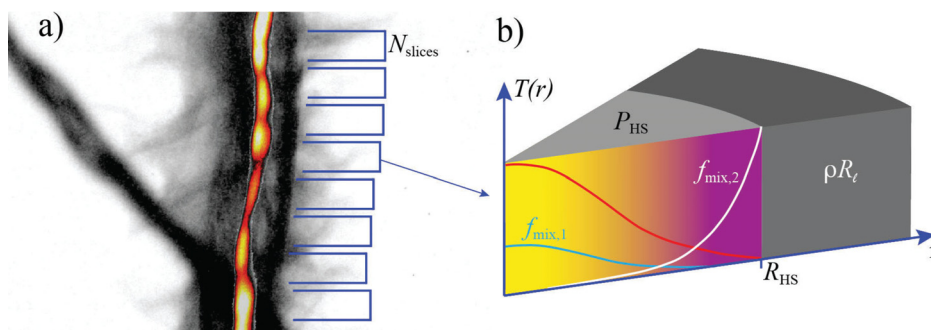 a)
N_slices
b)
T(r)
P_HS
f_mix,2
f_mix,1
ρR_ℓ
R_HS